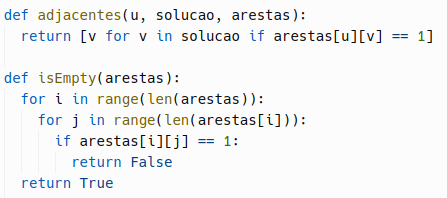 def adjacentes(u, solucao, arestas):
  return [v for v in solucao if arestas[u][v] == 1]

def isEmpty(arestas):
  for i in range(len(arestas)):
    for j in range(len(arestas[i])):
      if arestas[i][j] == 1:
        return False
  return True